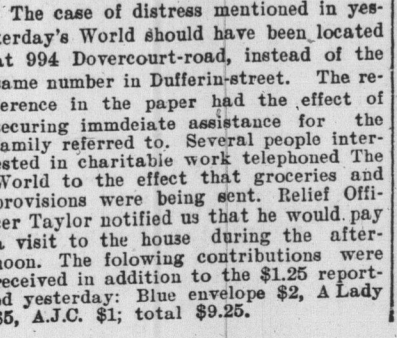 The case of distress mentioned in yes-
terday's World should have been located
at 994 Dovercourt-road, instead of the
same number in Dufferin-street. The re-
ference in the paper had the effect of
securing immdeiate assistance for the
family referred to. Several people inter-
ested in charitable work telephoned The
World to the effect that groceries and
provisions were being sent. Relief Offi-
cer Taylor notified us that he would pay
a visit to the house during the after-
noon. The folowing contributions were
received in addition to the $1.25 report-
ed yesterday: Blue envelope $2, A Lady
$5, A.J.C. $1; total $9.25.